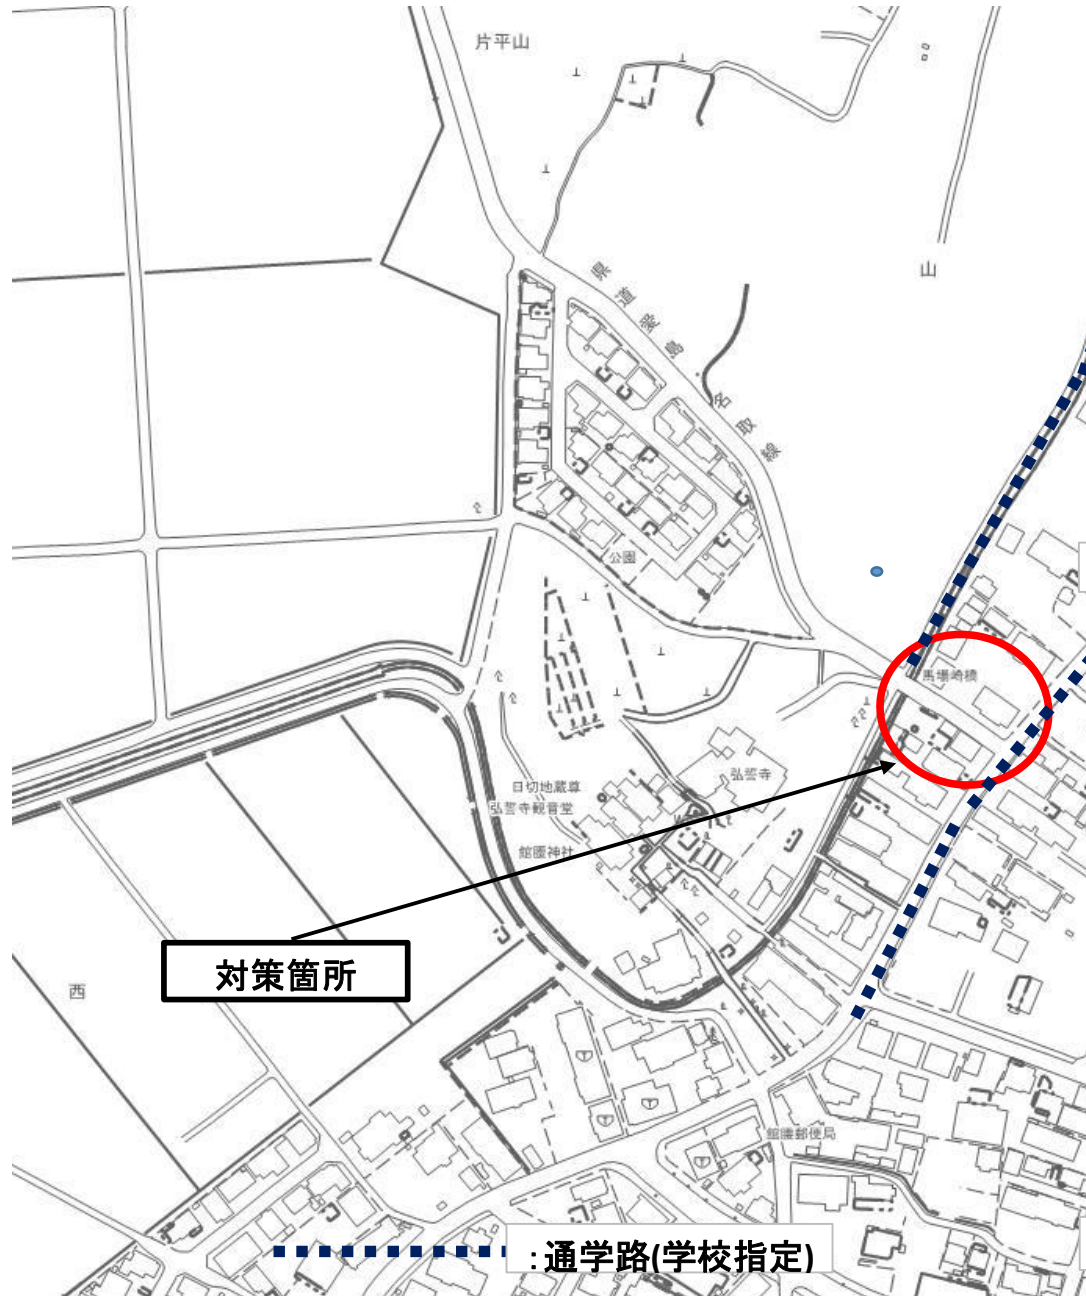 片平山
山
県道愛島名取線
公園
馬場崎橋
弘誓寺
日切地蔵尊
弘誓寺観音堂
館腰神社
対策箇所
西
館腰郵便局
:通学路(学校指定)